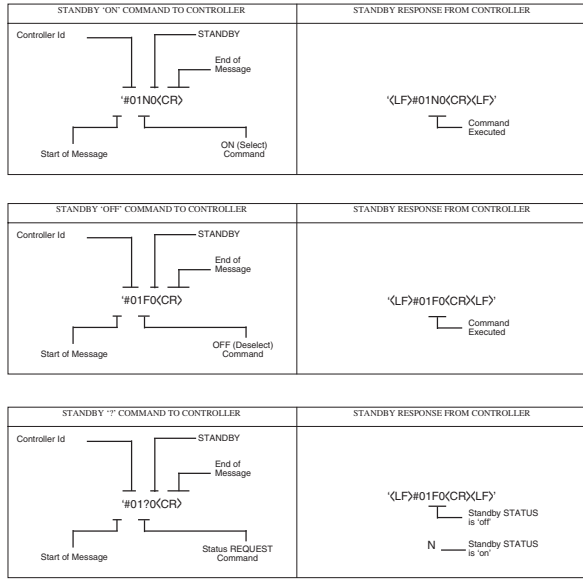 STANDBY 'ON' COMMAND TO CONTROLLER
STANDBY RESPONSE FROM CONTROLLER
Controller Id
STANDBY
End of
Message
'#01N0<CR>
Start of Message
ON (Select)
Command
'<LF>#01N0<CR><LF>'
Command
Executed
STANDBY 'OFF' COMMAND TO CONTROLLER
STANDBY RESPONSE FROM CONTROLLER
Controller Id
STANDBY
End of
Message
'#01F0<CR>
Start of Message
OFF (Deselect)
Command
'<LF>#01F0<CR><LF>'
Command
Executed
STANDBY '?' COMMAND TO CONTROLLER
STANDBY RESPONSE FROM CONTROLLER
Controller Id
STANDBY
End of
Message
'#01?0<CR>
Start of Message
Status REQUEST
Command
'<LF>#01F0<CR><LF>'
Standby STATUS
is 'off'
N
Standby STATUS
is 'on'